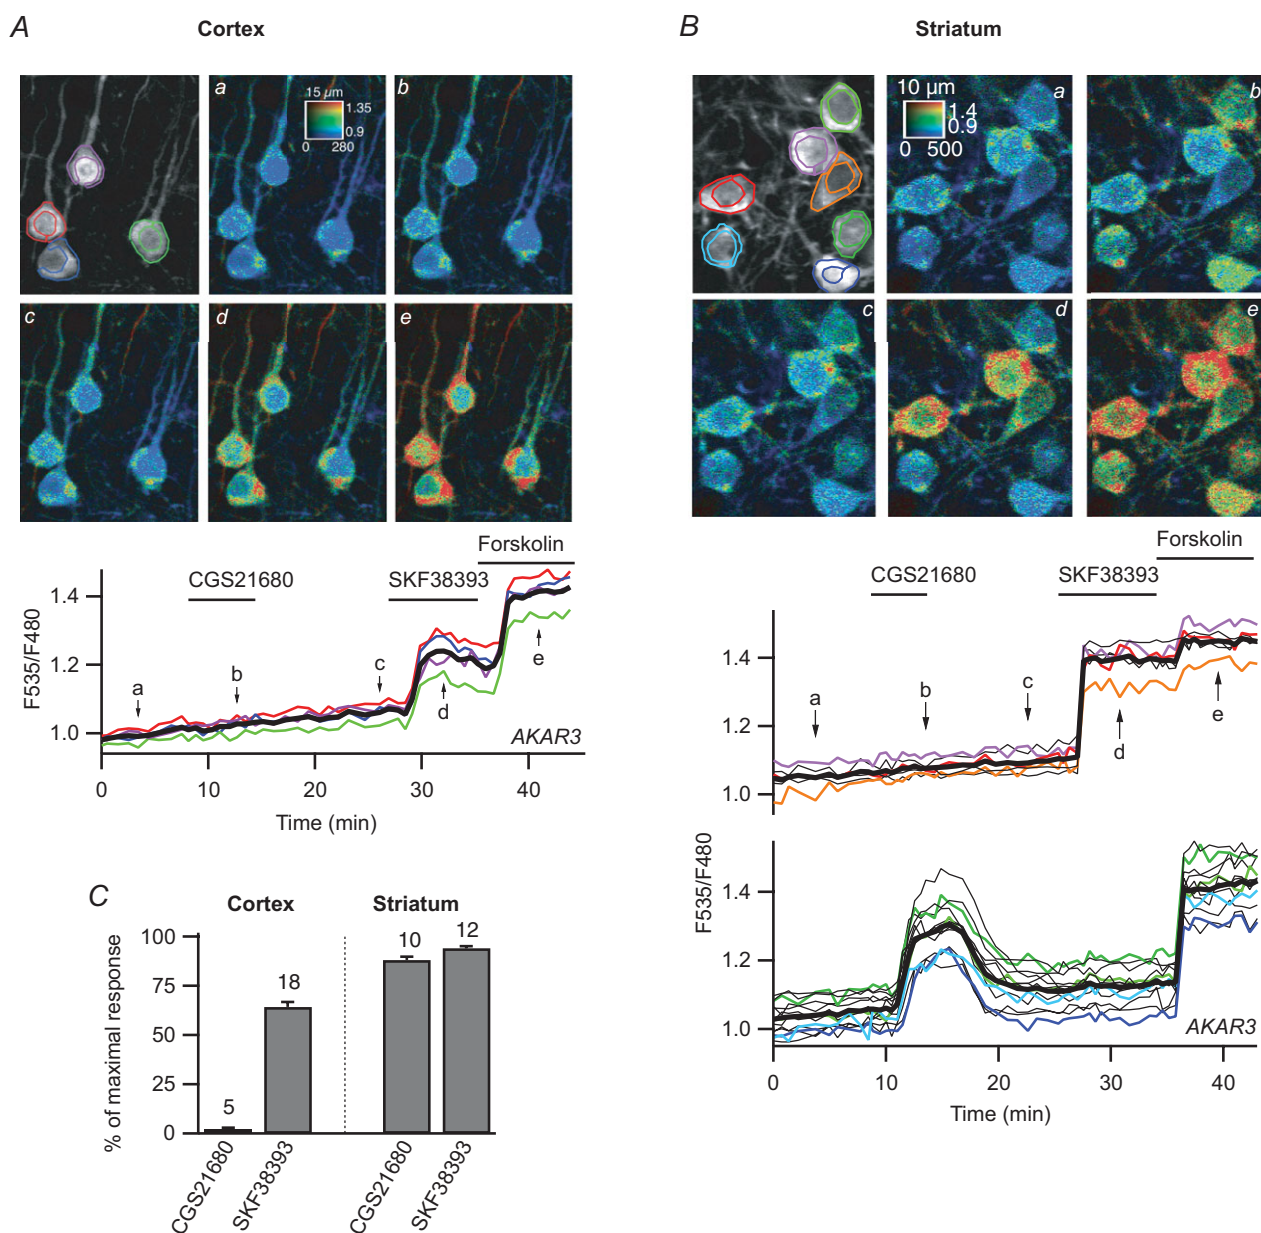 A
Cortex
a
15 µm
1.35
0.9
0 280
b
c
d
e
Forskolin
CGS21680
SKF38393
F535/F480
1.4
1.2
1.0
a
b
c
d
e
AKAR3
0 10 20 30 40
Time (min)
B
Striatum
10 µm
1.4
0.9
0 500
a
b
c
d
e
Forskolin
CGS21680
SKF38393
1.4
1.2
1.0
a
b
c
d
e
F535/F480
1.4
1.2
1.0
AKAR3
0 10 20 30 40
Time (min)
C
Cortex Striatum
% of maximal response
100
75
50
25
0
5
18
10
12
CGS21680
SKF38393
CGS21680
SKF38393